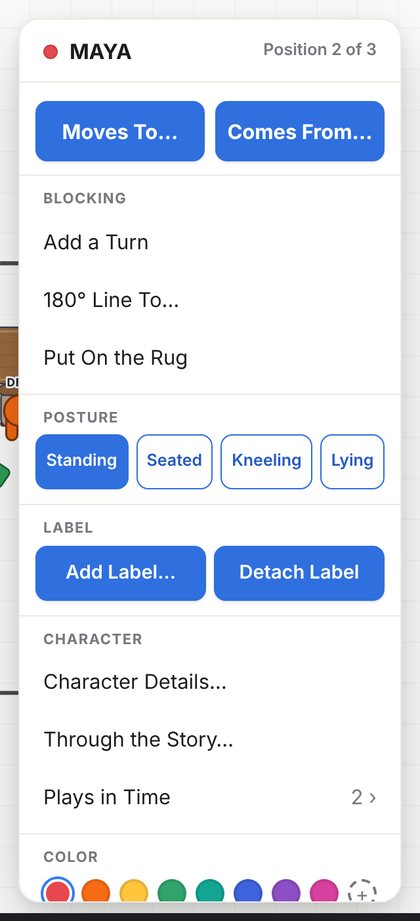 MAYA Position 2 of 3
Moves To... Comes From...
BLOCKING
Add a Turn
180° Line To...
Put On the Rug
POSTURE
Standing Seated Kneeling Lying
LABEL
Add Label... Detach Label
CHARACTER
Character Details...
Through the Story...
Plays in Time 2 ›
COLOR